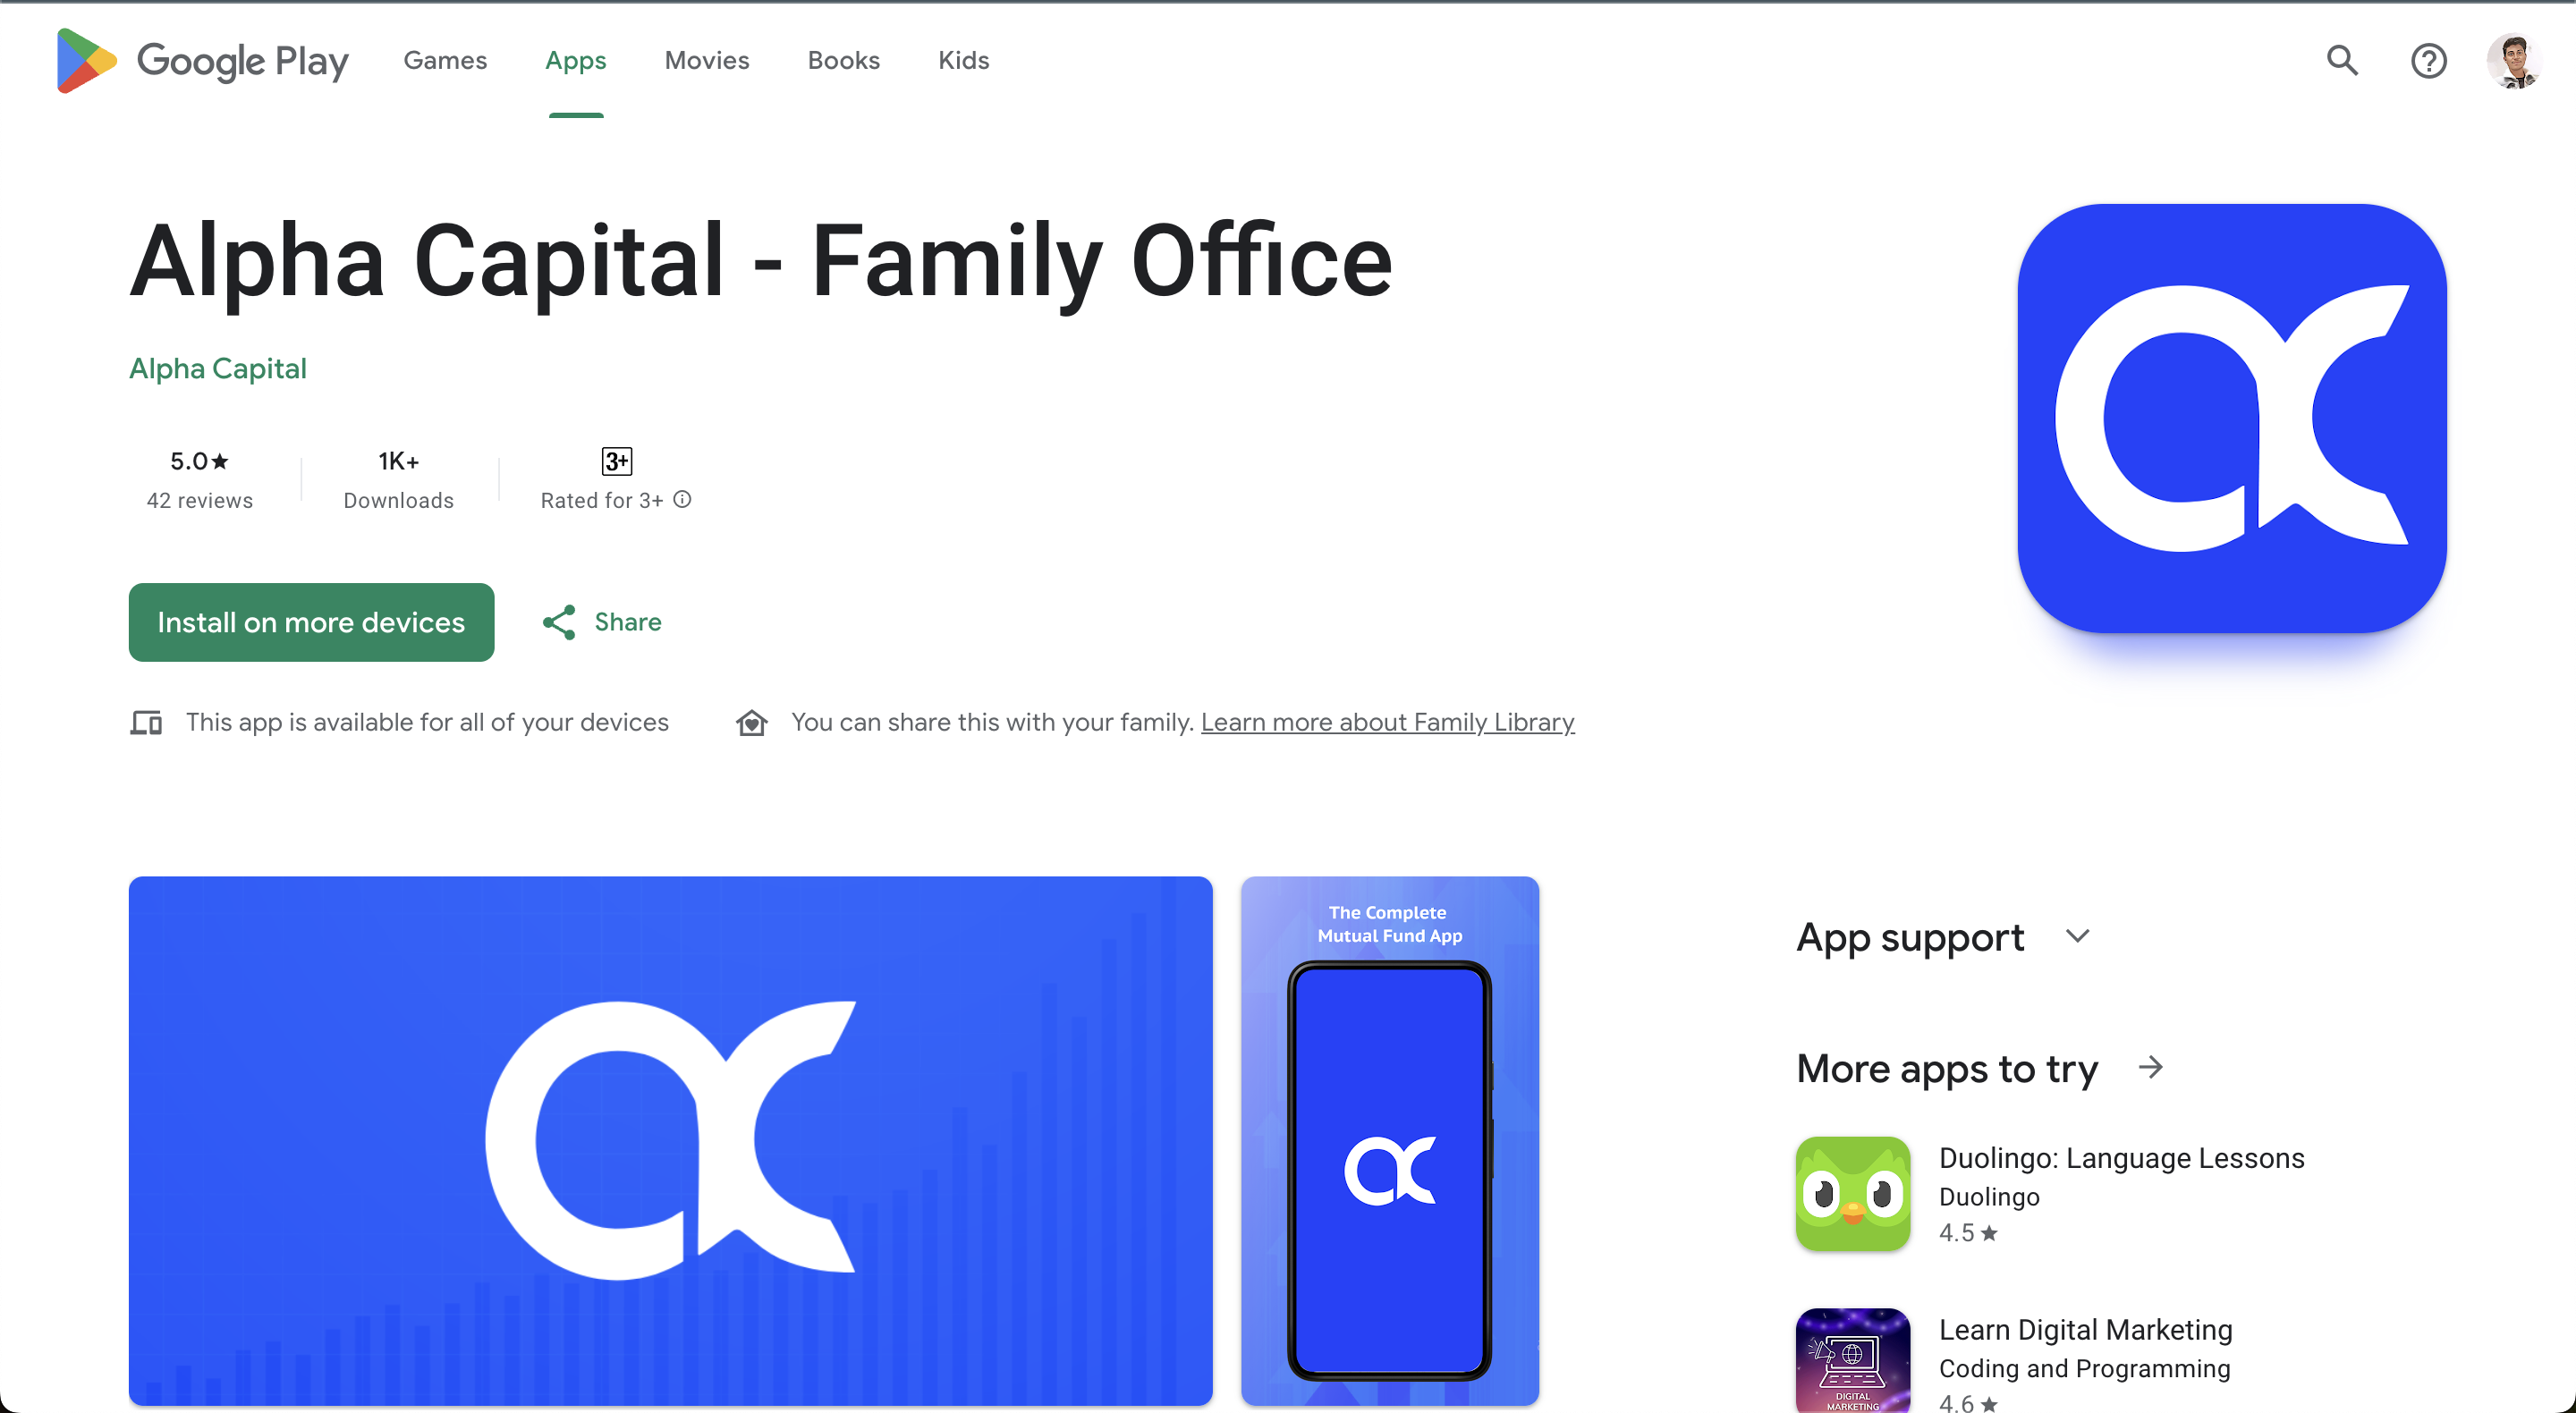 Google Play
Games
Apps
Movies
Books
Kids
Alpha Capital - Family Office
Alpha Capital
5.0★
42 reviews
1K+
Downloads
3+
Rated for 3+
Install on more devices
Share
This app is available for all of your devices
You can share this with your family. Learn more about Family Library
The Complete
Mutual Fund App
App support
More apps to try
Duolingo: Language Lessons
Duolingo
4.5★
Learn Digital Marketing
Coding and Programming
4.6★
DIGITAL
MARKETING